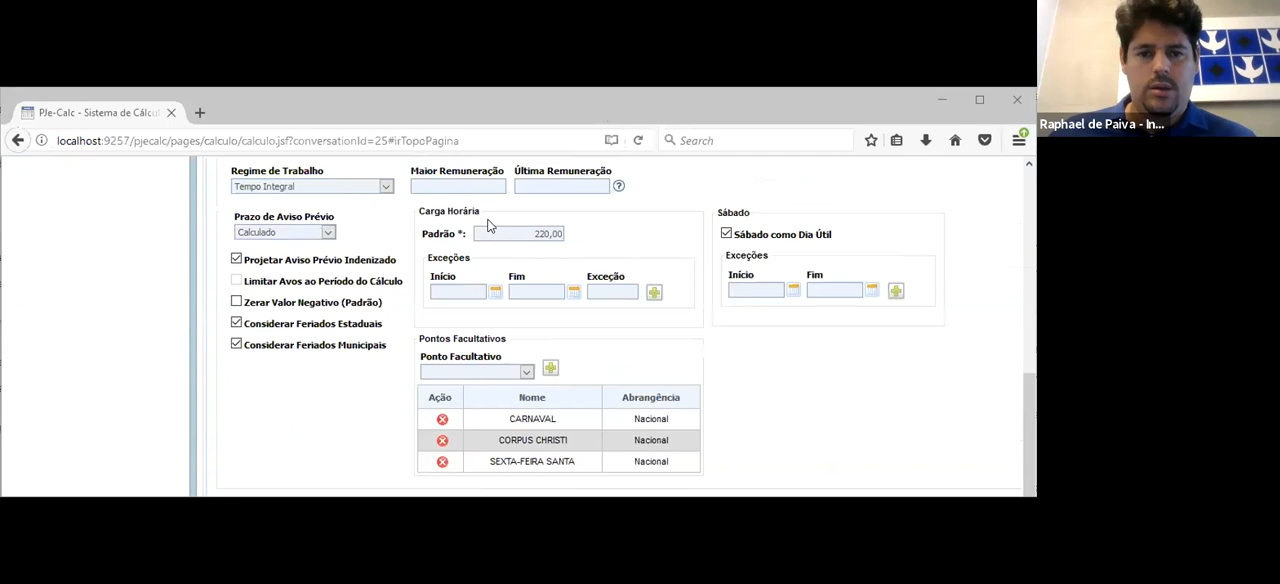 PJe-Calc - Sistema de Cálcu
localhost:9257/pjecalc/pages/calculo/calculo.jsf?conversationId=25#irTopoPagina
Search
Raphael de Paiva - In...
Regime de Trabalho
Maior Remuneração
Última Remuneração
Tempo Integral
Prazo de Aviso Prévio
Calculado
Projetar Aviso Prévio Indenizado
Limitar Avos ao Período do Cálculo
Zerar Valor Negativo (Padrão)
Considerar Feriados Estaduais
Considerar Feriados Municipais
Carga Horária
Padrão *:
220,00
Exceções
Início
Fim
Exceção
Sábado
Sábado como Dia Útil
Exceções
Início
Fim
Pontos Facultativos
Ponto Facultativo
Ação
Nome
Abrangência
CARNAVAL
Nacional
CORPUS CHRISTI
Nacional
SEXTA-FEIRA SANTA
Nacional